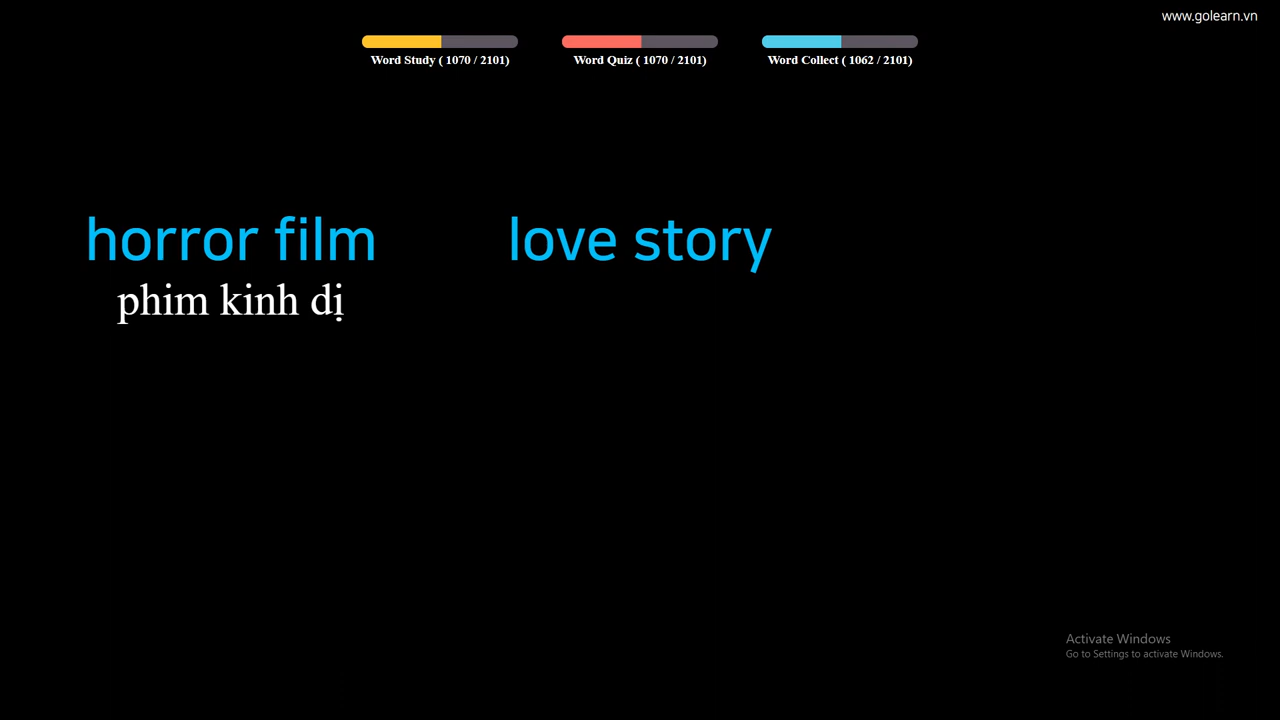 www.golearn.vn
Word Study ( 1070 / 2101)
Word Quiz ( 1070 / 2101)
Word Collect ( 1062 / 2101)
horror film
love story
phim kinh dị
Activate Windows
Go to Settings to activate Windows.